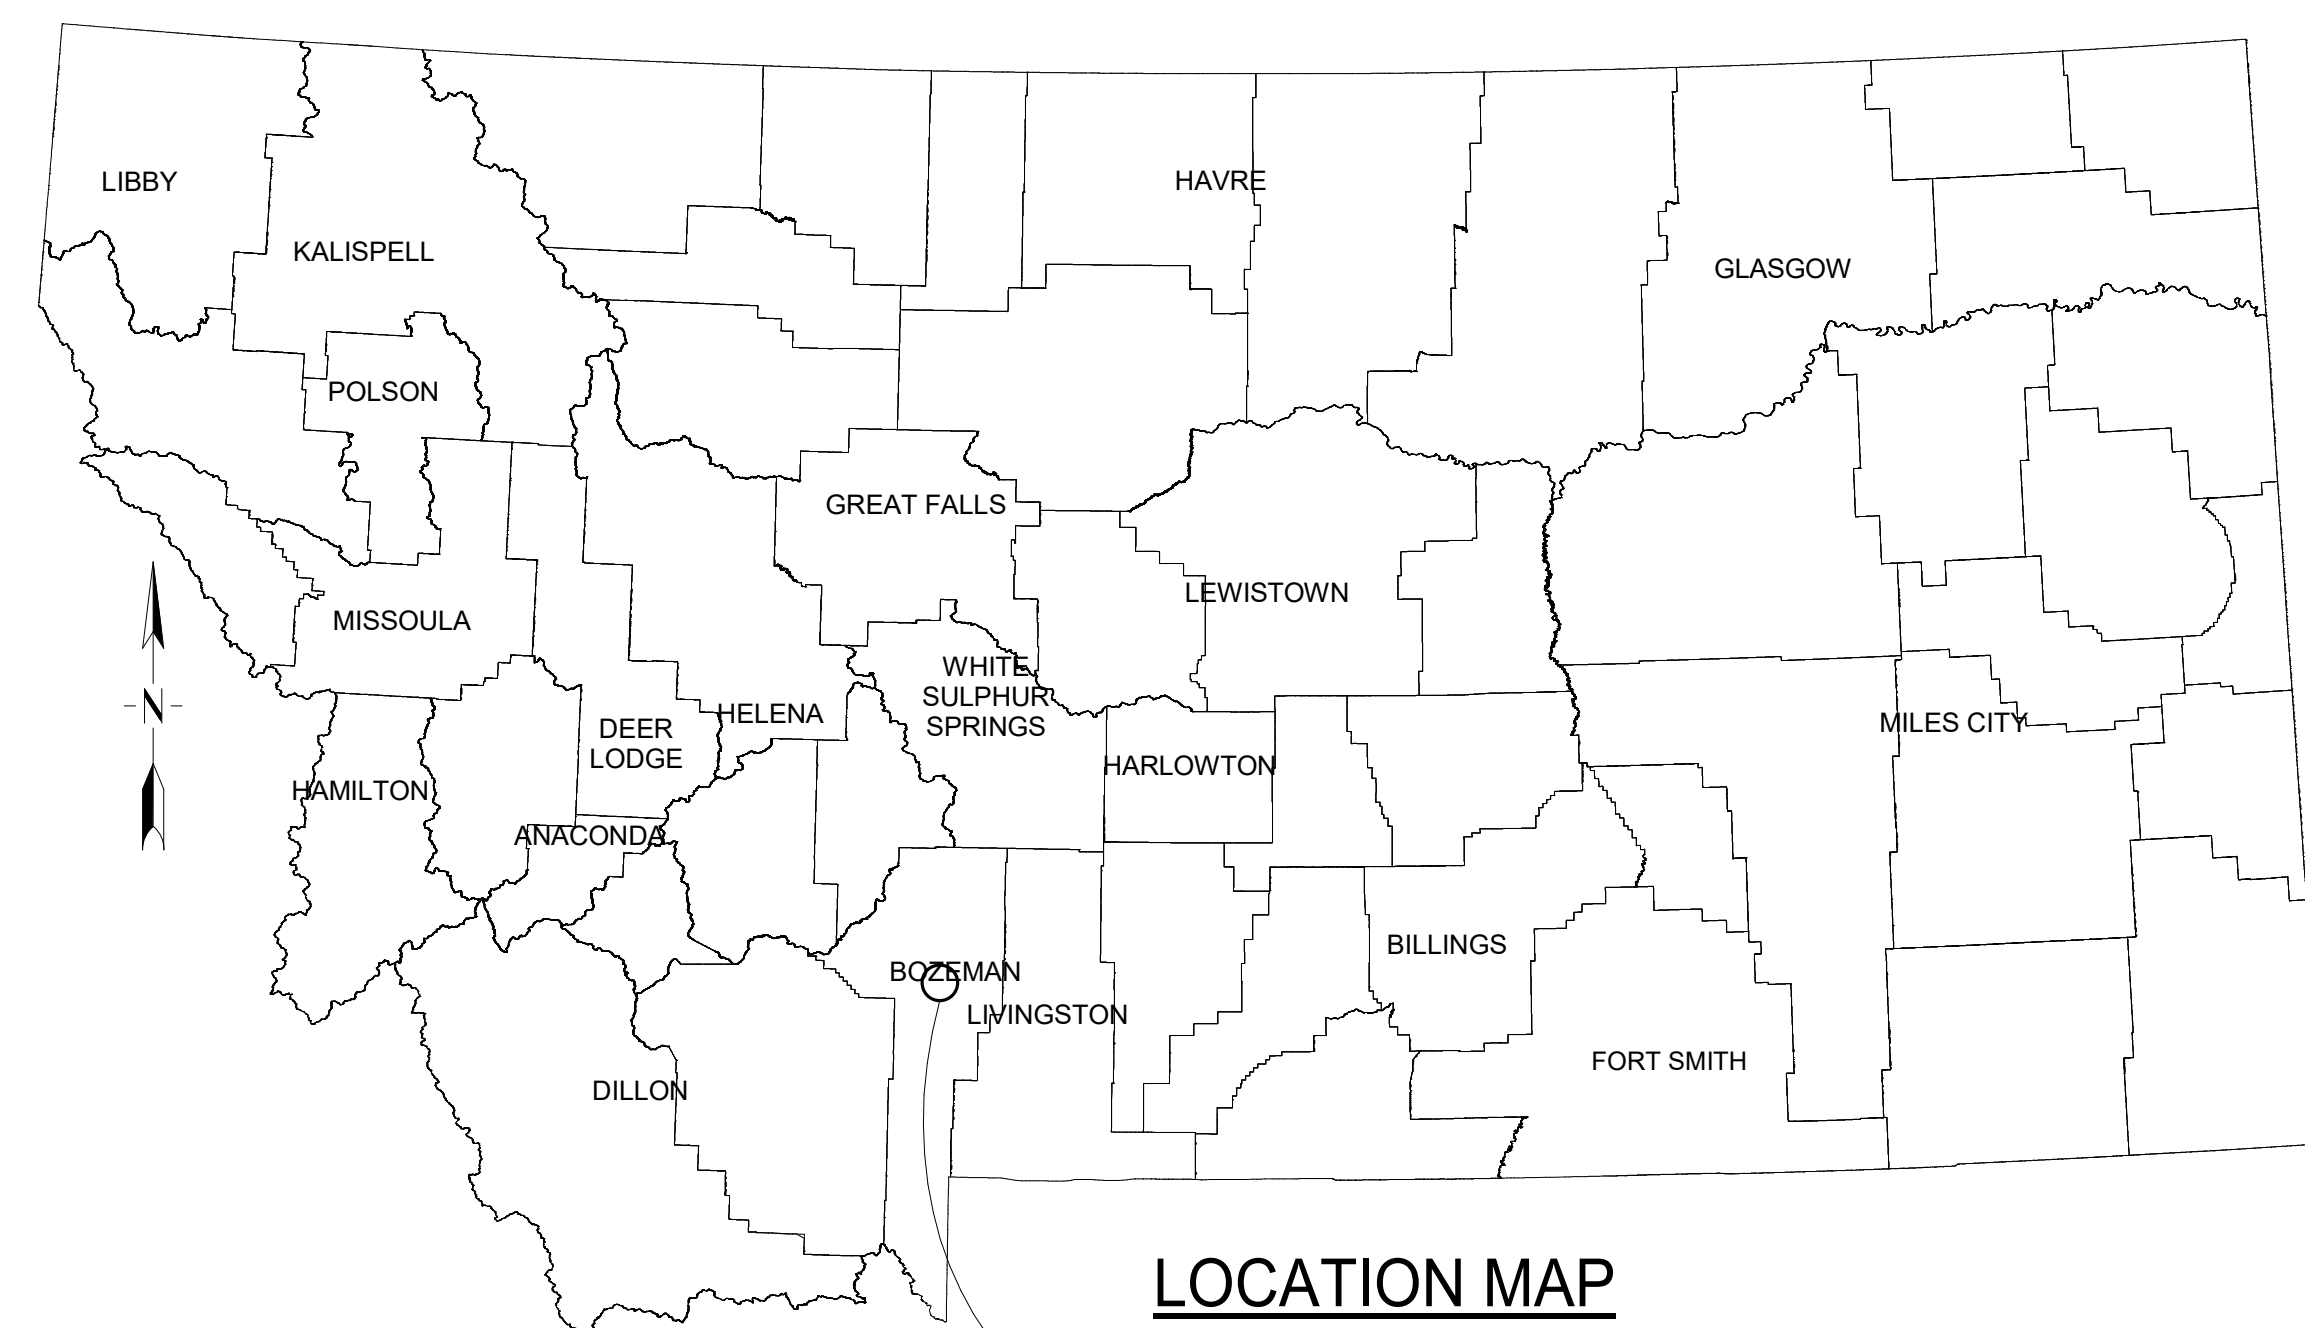 LIBBY
HAVRE
KALISPELL
GLASGOW
POLSON
GREAT FALLS
LEWISTOWN
MISSOULA
WHITE
SULPHUR
SPRINGS
N
HELENA
DEER
LODGE
MILES CITY
HARLOWTON
HAMILTON
ANACONDA
BILLINGS
BOZEMAN
LIVINGSTON
FORT SMITH
DILLON
LOCATION MAP